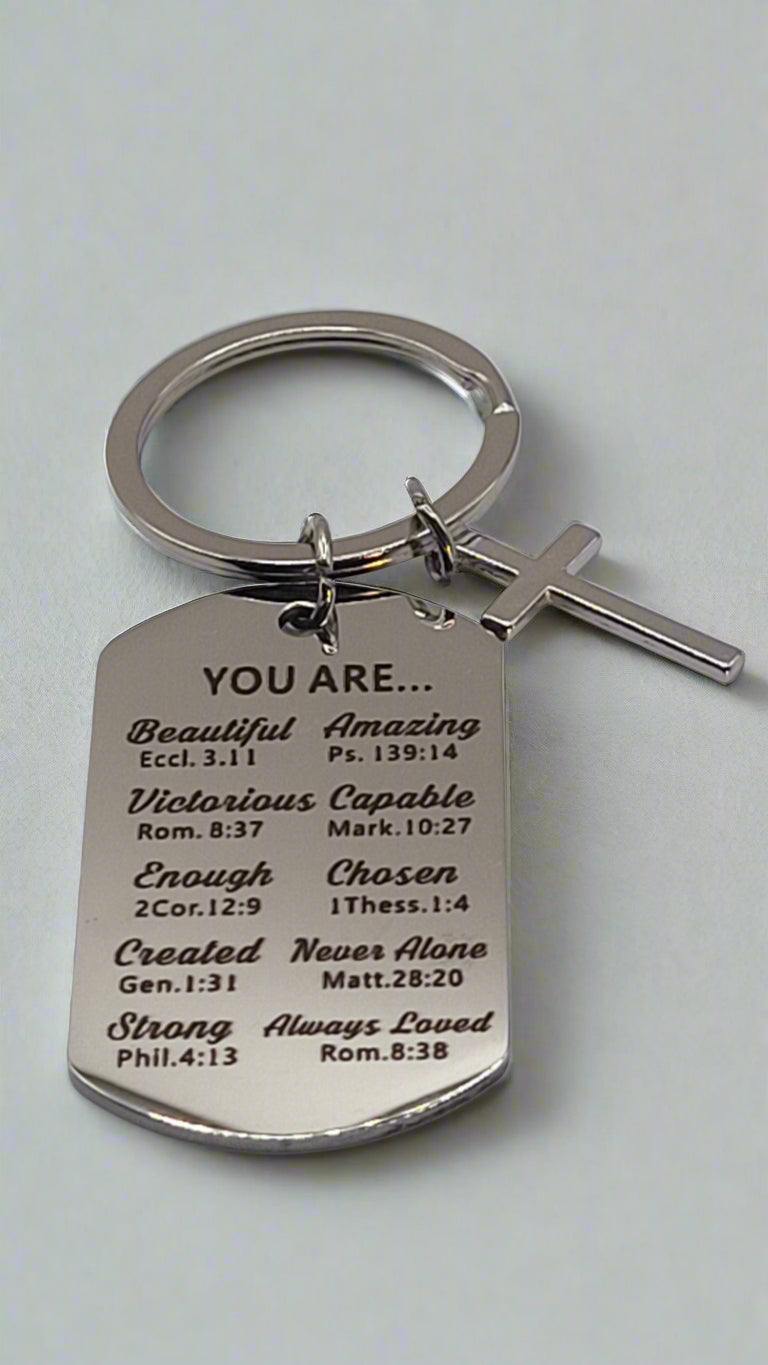 YOU ARE...
Beautiful Amazing
Eccl. 3.11 Ps. 139:14
Victorious Capable
Rom. 8:37 Mark.10:27
Enough Chosen
2Cor.12:9 1Thess.1:4
Created Never Alone
Gen.1:31 Matt.28:20
Strong Always Loved
Phil.4:13 Rom.8:38